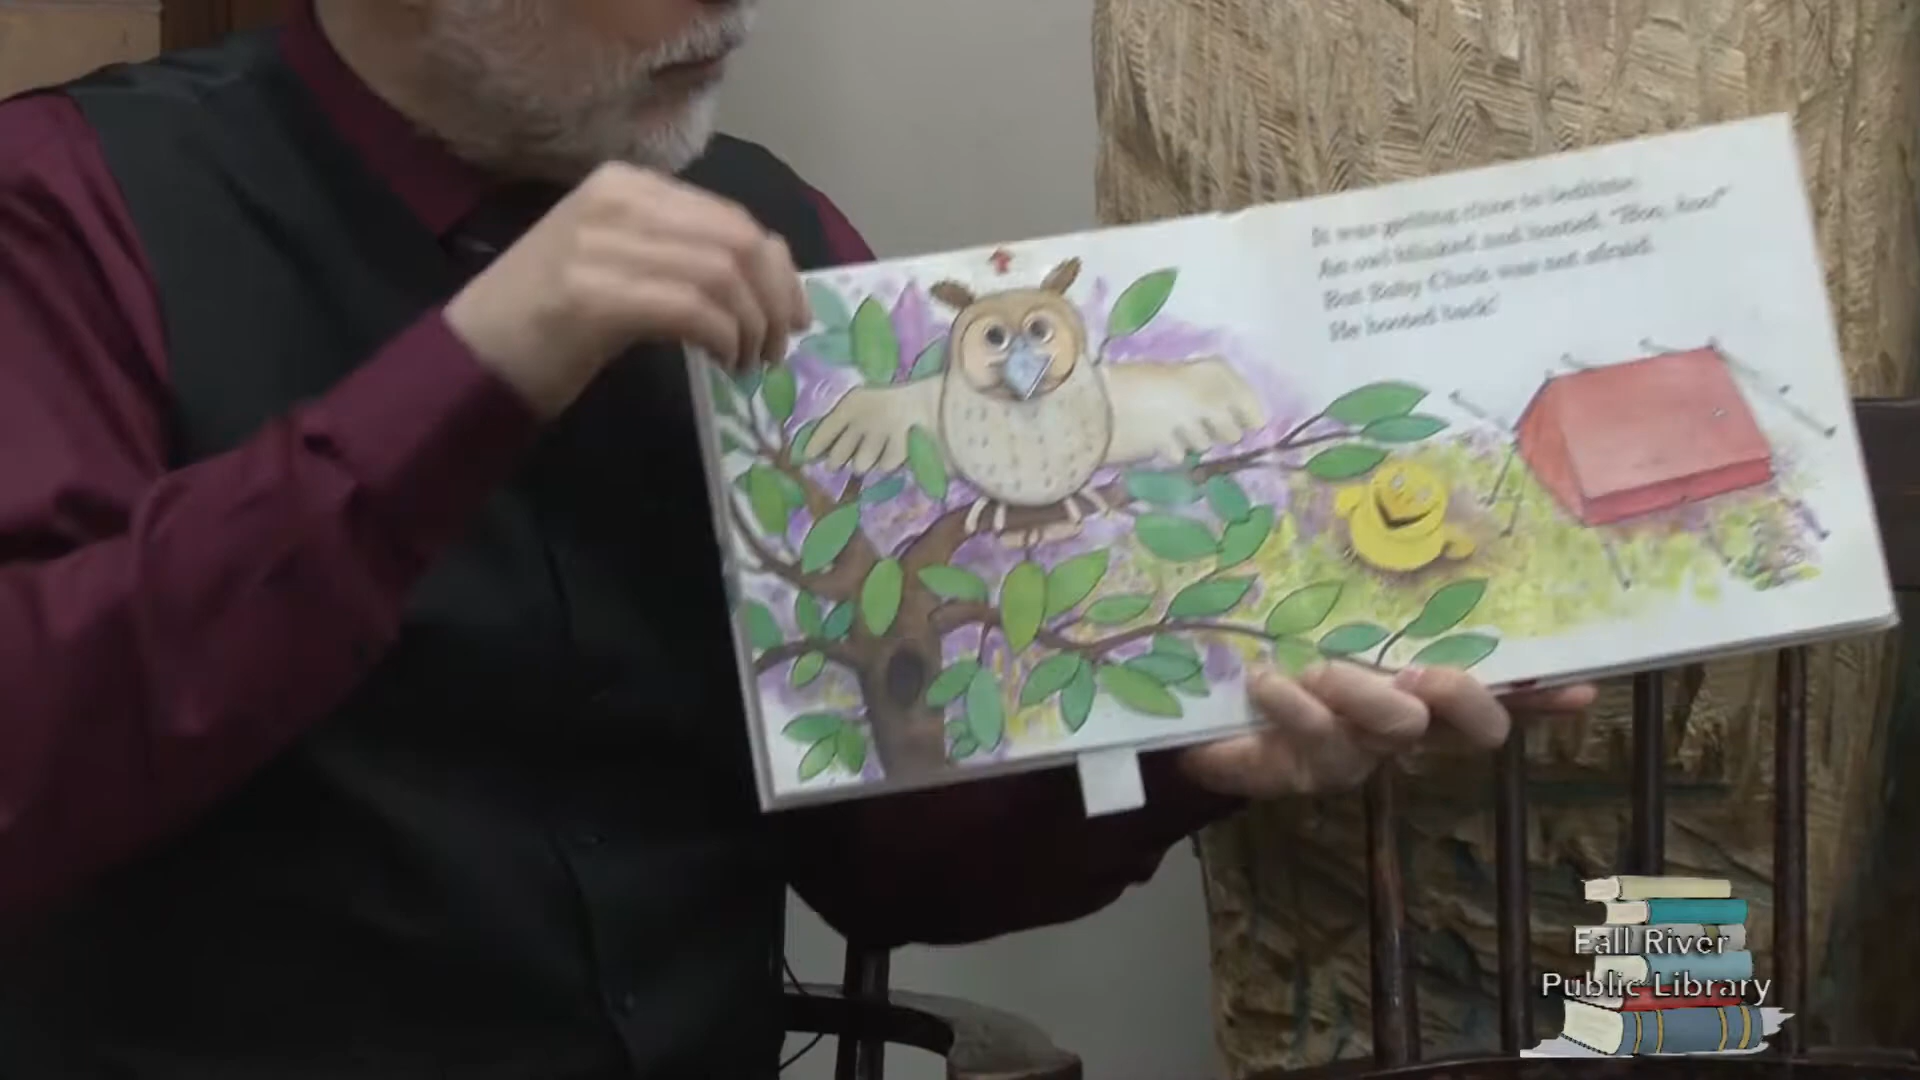 It was getting close to bedtime.
An owl blinked and hooted, "Hoo, hoo!"
But Baby Chick was not afraid.
He hooted back!
Fall River
Public Library